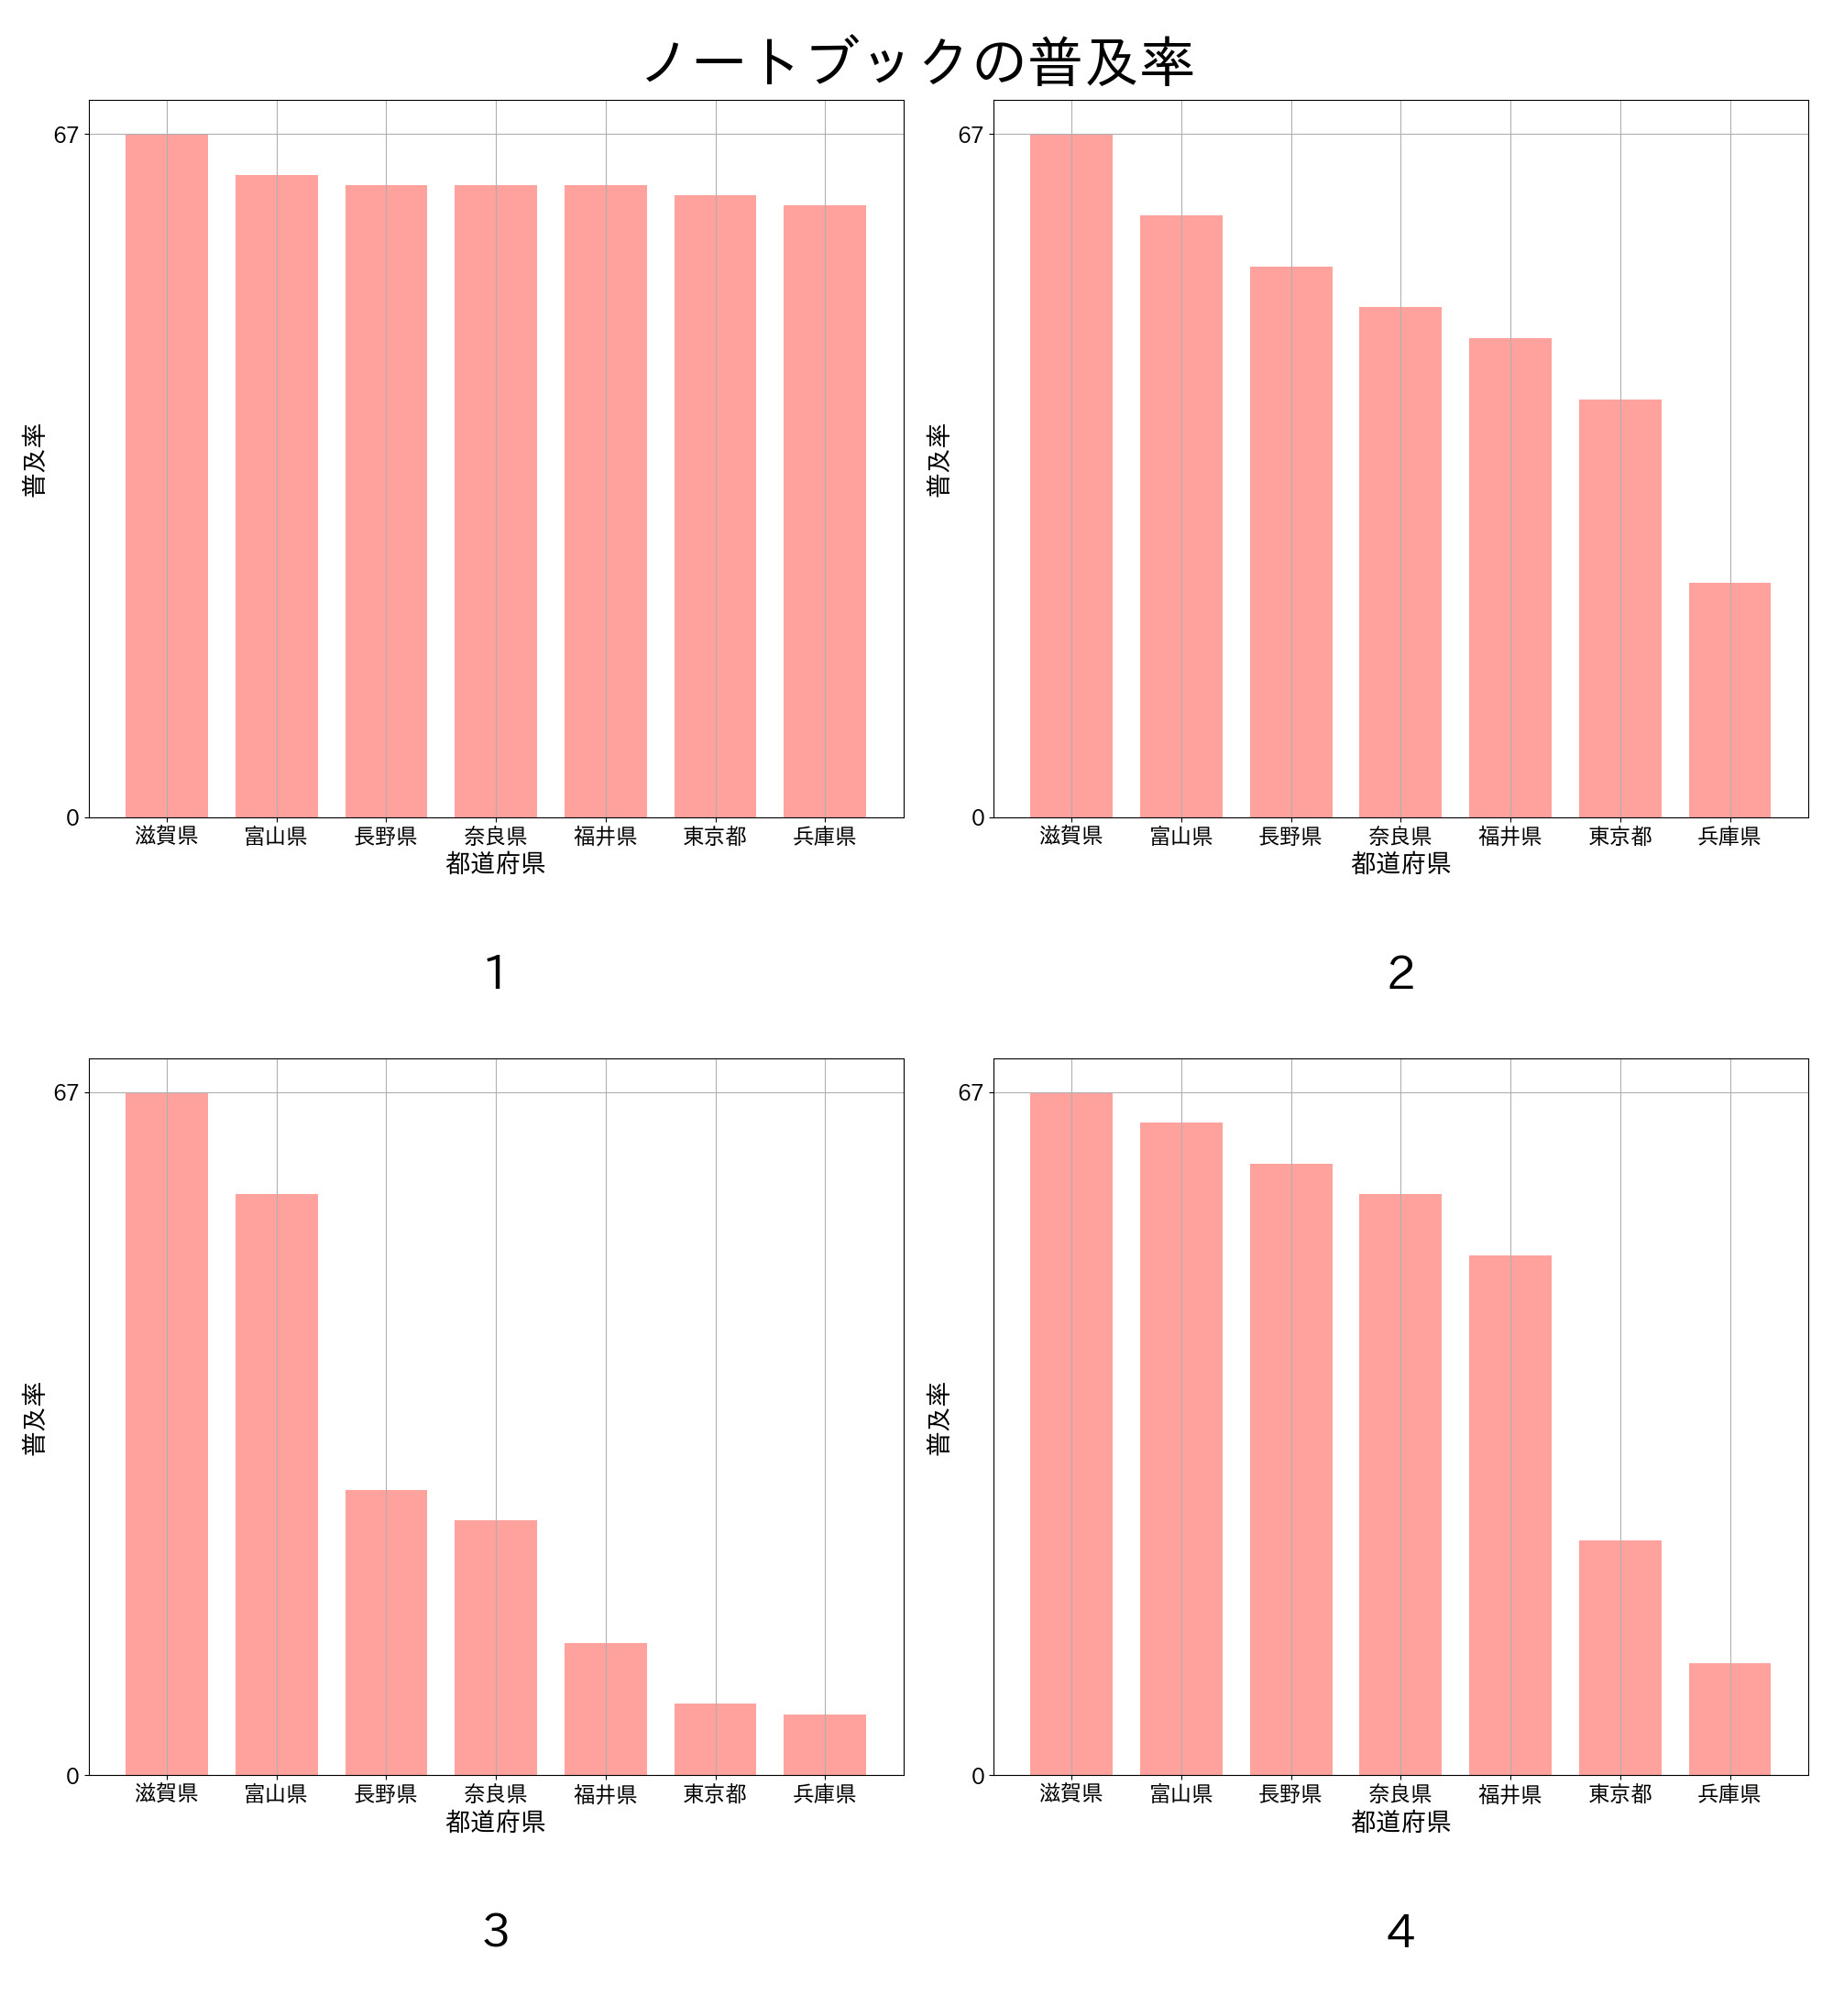 ノートブックの普及率
67
0
普及率
滋賀県 富山県 長野県 奈良県 福井県 東京都 兵庫県
都道府県
1
67
0
普及率
滋賀県 富山県 長野県 奈良県 福井県 東京都 兵庫県
都道府県
2
67
0
普及率
滋賀県 富山県 長野県 奈良県 福井県 東京都 兵庫県
都道府県
3
67
0
普及率
滋賀県 富山県 長野県 奈良県 福井県 東京都 兵庫県
都道府県
4